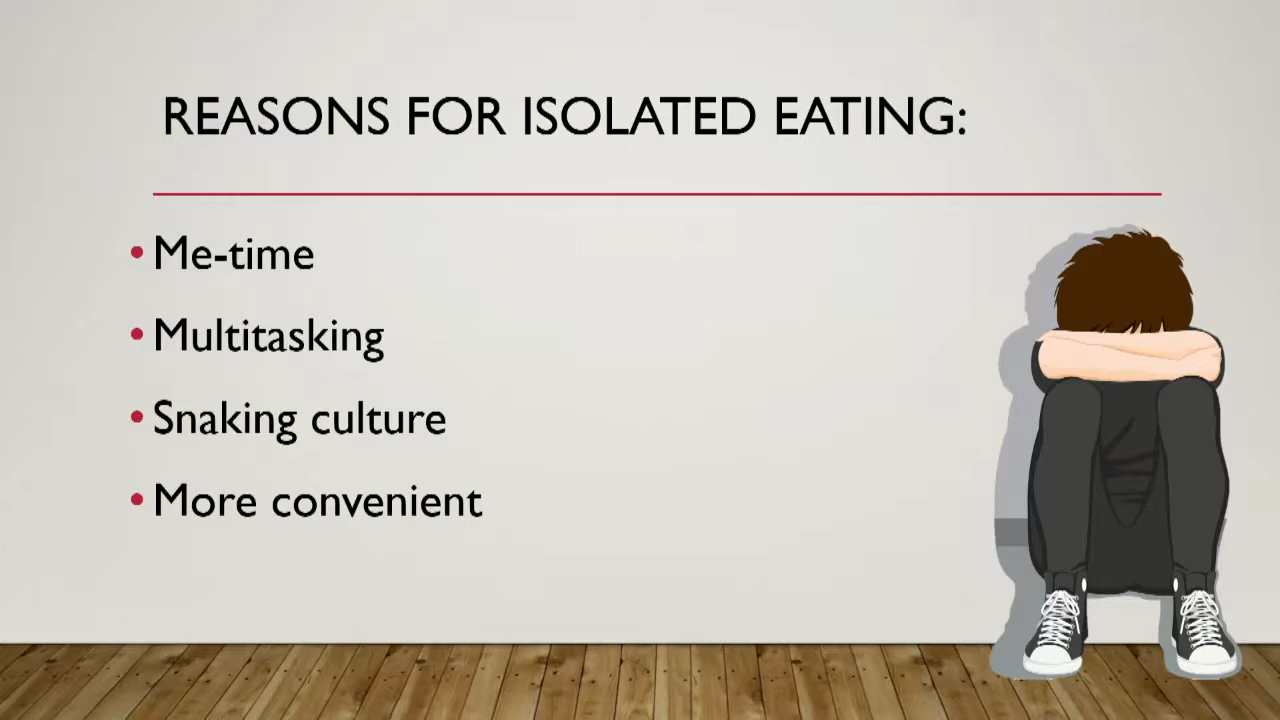 REASONS FOR ISOLATED EATING:
• Me-time
• Multitasking
• Snaking culture
• More convenient